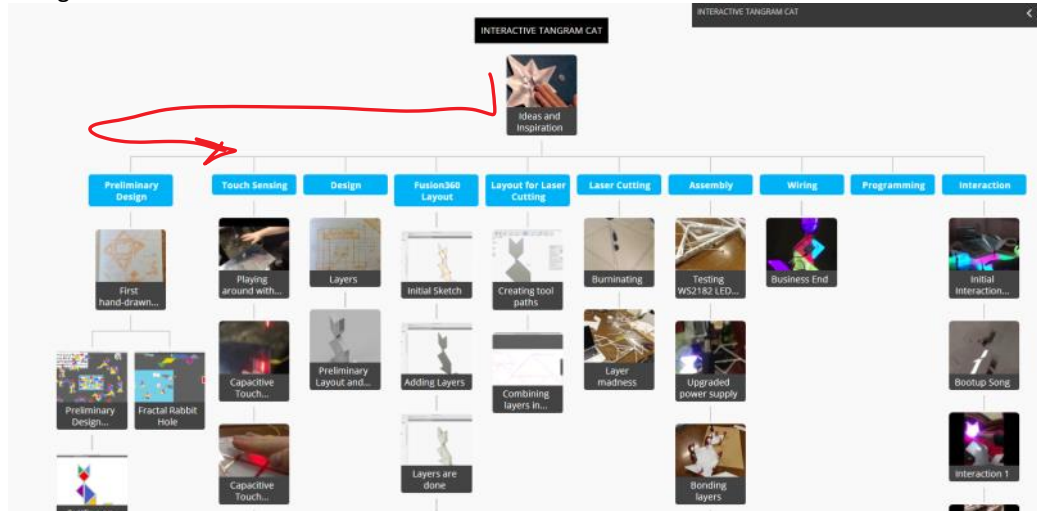 INTERACTIVE TANGRAM CAT
INTERACTIVE TANGRAM CAT
Ideas and
Inspiration
Preliminary
Design
Touch Sensing
Design
Fusion360
Layout
Layout for Laser
Cutting
Laser Cutting
Assembly
Wiring
Programming
Interaction
First
hand-drawn...
Playing
around with...
Layers
Initial Sketch
Creating tool
paths
Buminating
Testing
WS2182 LED...
Business End
Initial
Interaction...
Preliminary
Design...
Fractal Rabbit
Hole
Capacitive
Touch...
Preliminary
Layout and...
Adding Layers
Combining
layers in...
Layer
madness
Upgraded
power supply
Bootup Song
Capacitive
Touch...
Layers are
done
Bonding
layers
Interaction 1